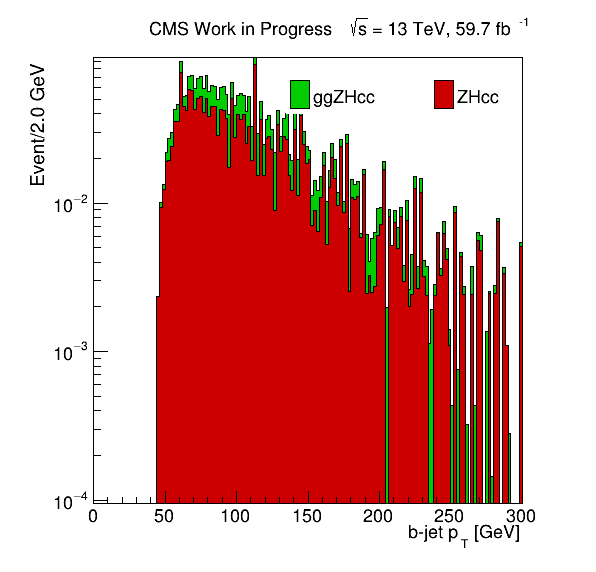 CMS Work in Progress √s = 13 TeV, 59.7 fb⁻¹
Event/2.0 GeV
ggZHcc ZHcc
10⁻²
10⁻³
10⁻⁴
0 50 100 150 200 250 300
b-jet p_T [GeV]